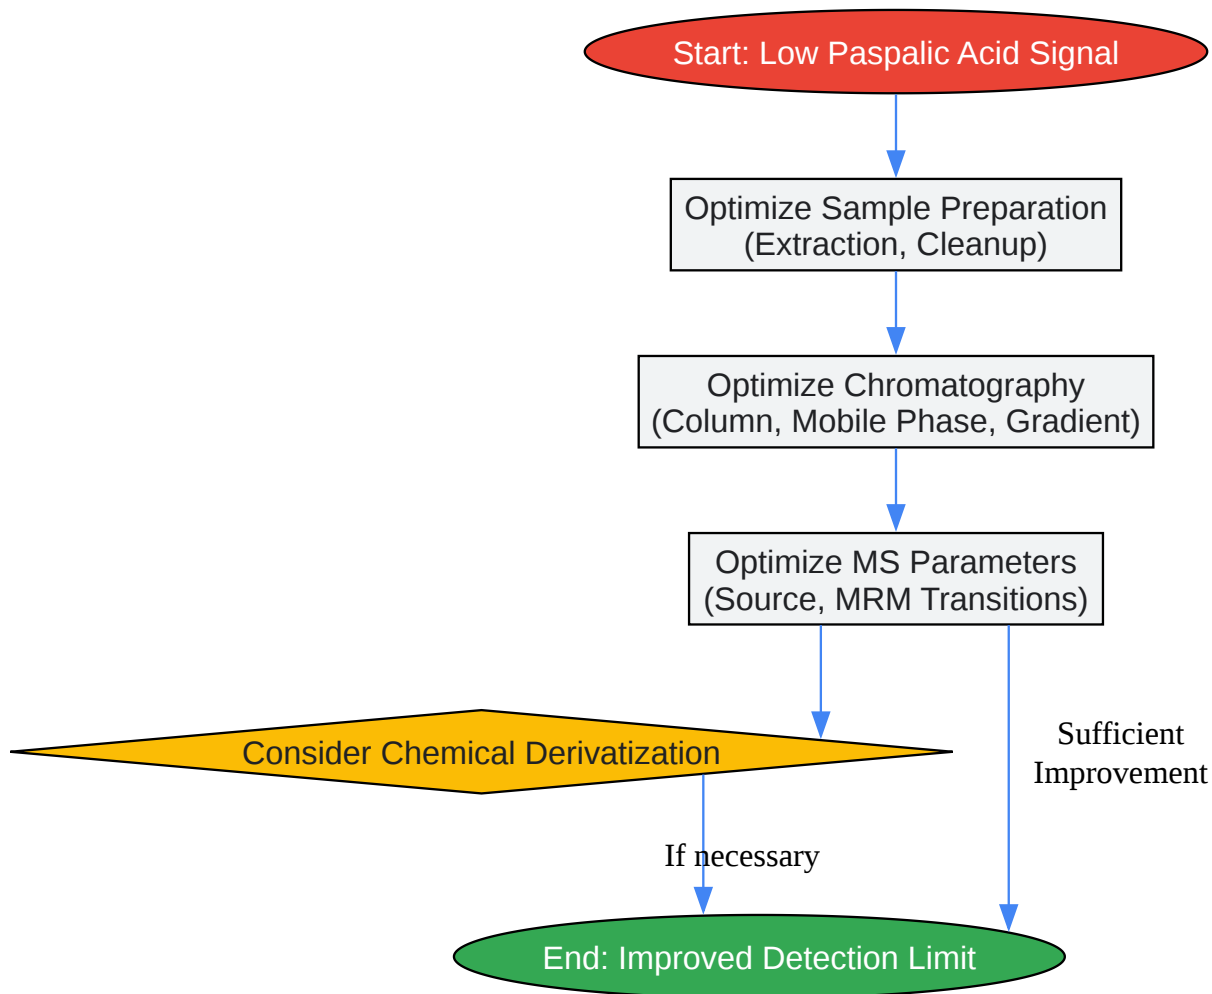 Start: Low Paspalic Acid Signal
Optimize Sample Preparation
(Extraction, Cleanup)
Optimize Chromatography
(Column, Mobile Phase, Gradient)
Optimize MS Parameters
(Source, MRM Transitions)
Sufficient
Improvement
Consider Chemical Derivatization
If necessary
End: Improved Detection Limit